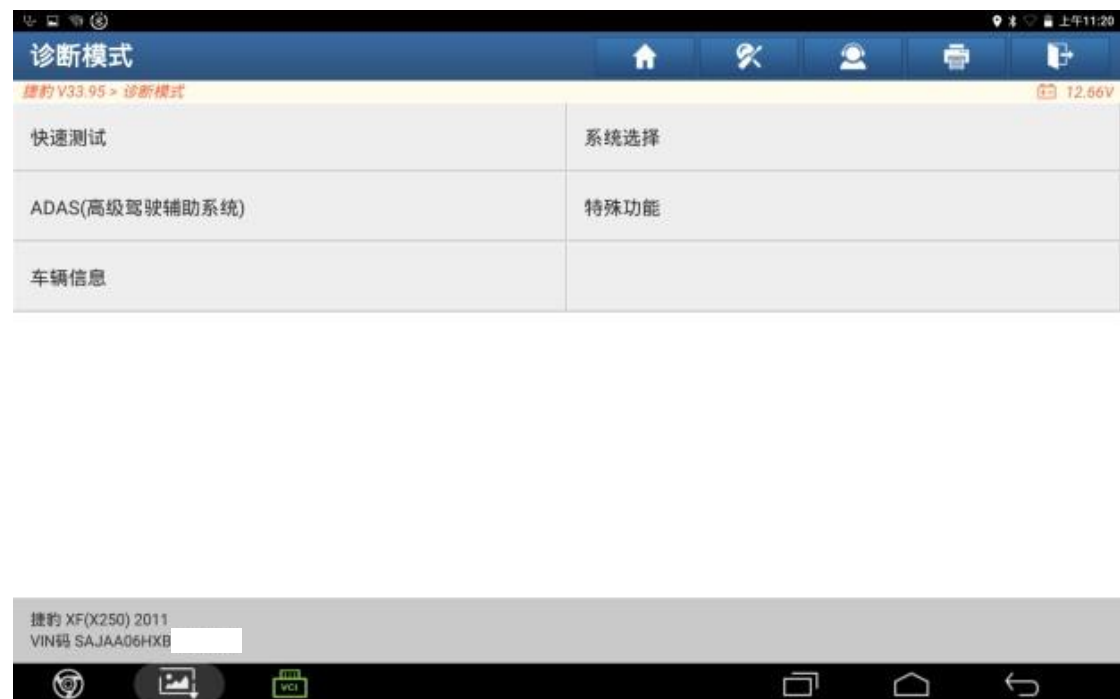 上午11:20
诊断模式
捷豹 V33.95 > 诊断模式
12.66V
快速测试
系统选择
ADAS(高级驾驶辅助系统)
特殊功能
车辆信息
捷豹 XF(X250) 2011
VIN码 SAJAA06HXB
VCI